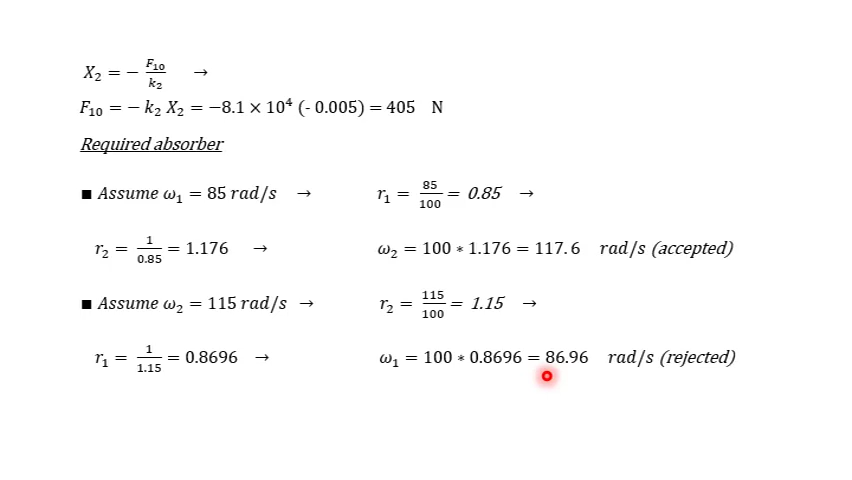 X₂ = − F₁₀/k₂ →
F₁₀ = − k₂ X₂ = −8.1 × 10⁴ (- 0.005) = 405 N
Required absorber
■ Assume ω₁ = 85 rad/s → r₁ = 85/100 = 0.85 →
r₂ = 1/0.85 = 1.176 → ω₂ = 100 * 1.176 = 117.6 rad/s (accepted)
■ Assume ω₂ = 115 rad/s → r₂ = 115/100 = 1.15 →
r₁ = 1/1.15 = 0.8696 → ω₁ = 100 * 0.8696 = 86.96 rad/s (rejected)